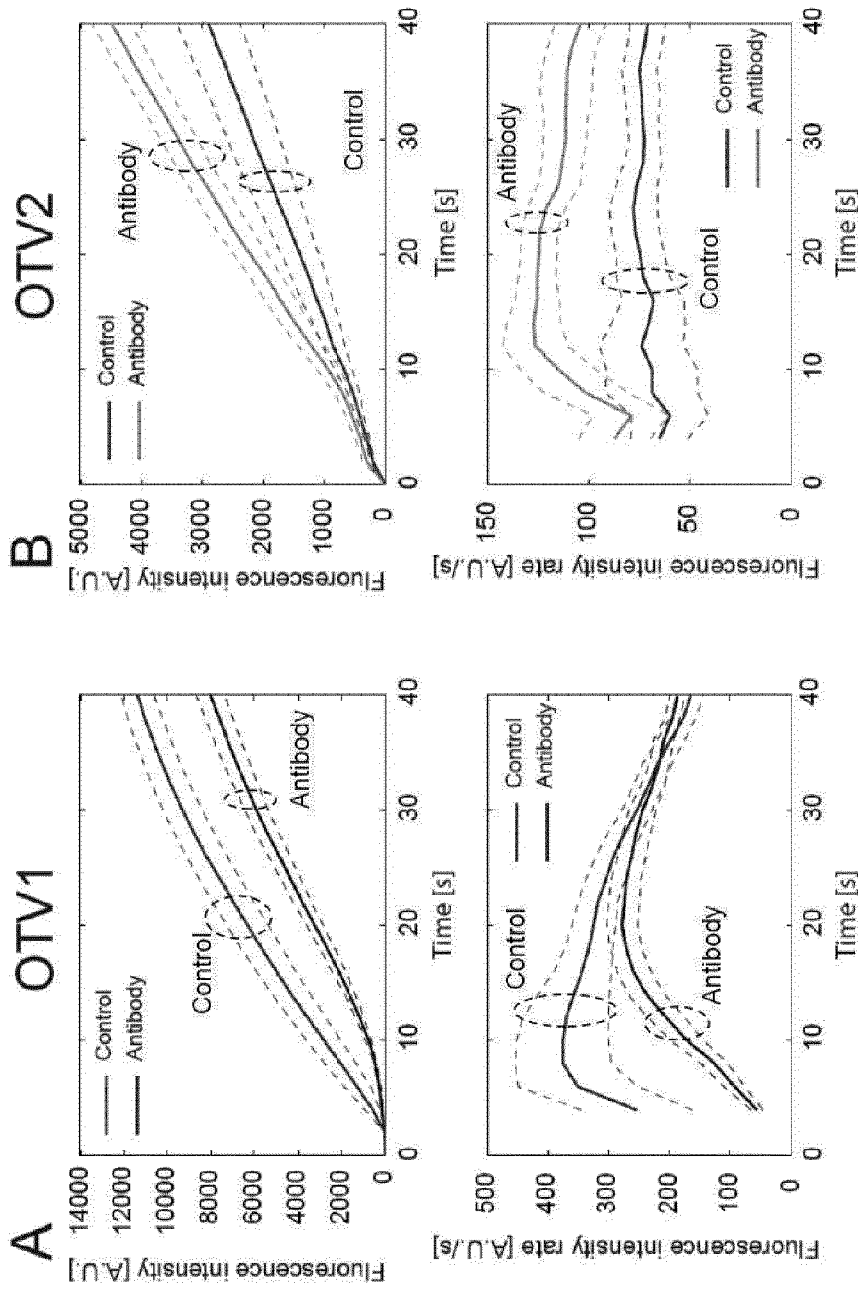 A
OTV1
Fluorescence intensity [A.U.]
14000
12000
10000
8000
6000
4000
2000
0
Control
Antibody
Control
Antibody
0
10
20
30
40
Time [s]
Fluorescence intensity rate [A.U./s]
500
400
300
200
100
0
Control
Antibody
Control
Antibody
0
10
20
30
40
Time [s]
B
OTV2
Fluorescence intensity [A.U.]
5000
4000
3000
2000
1000
0
Control
Antibody
Antibody
Control
0
10
20
30
40
Time [s]
Fluorescence intensity rate [A.U./s]
150
100
50
0
Antibody
Control
Control
Antibody
0
10
20
30
40
Time [s]